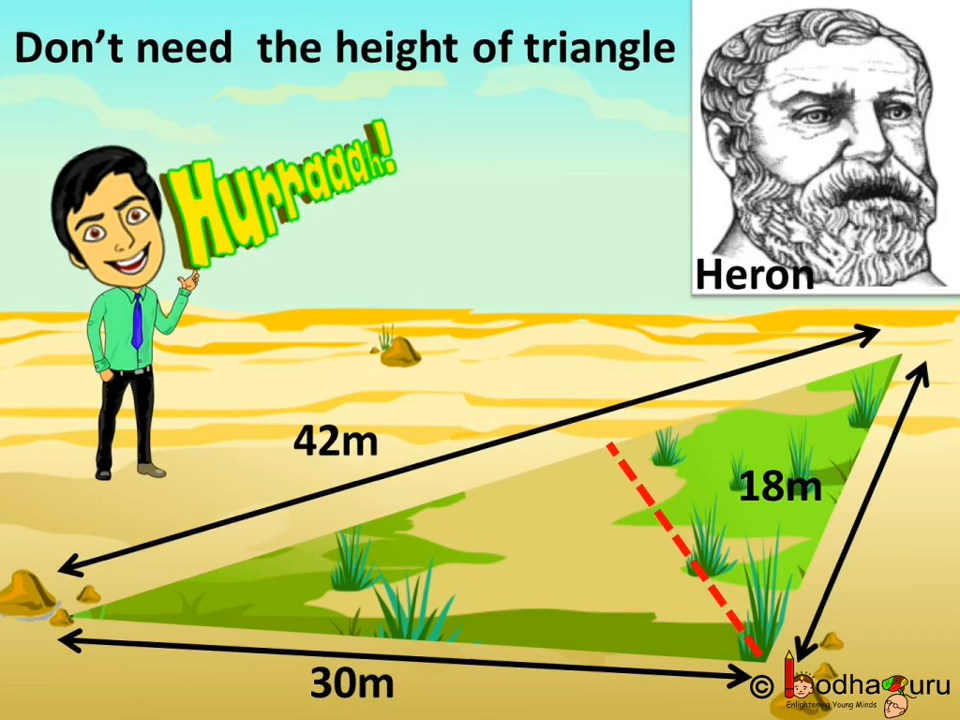 Don't need  the height of triangle
Hurraaah!
Heron
42m
18m
30m
© BodhaGuru
Enlightening Young Minds